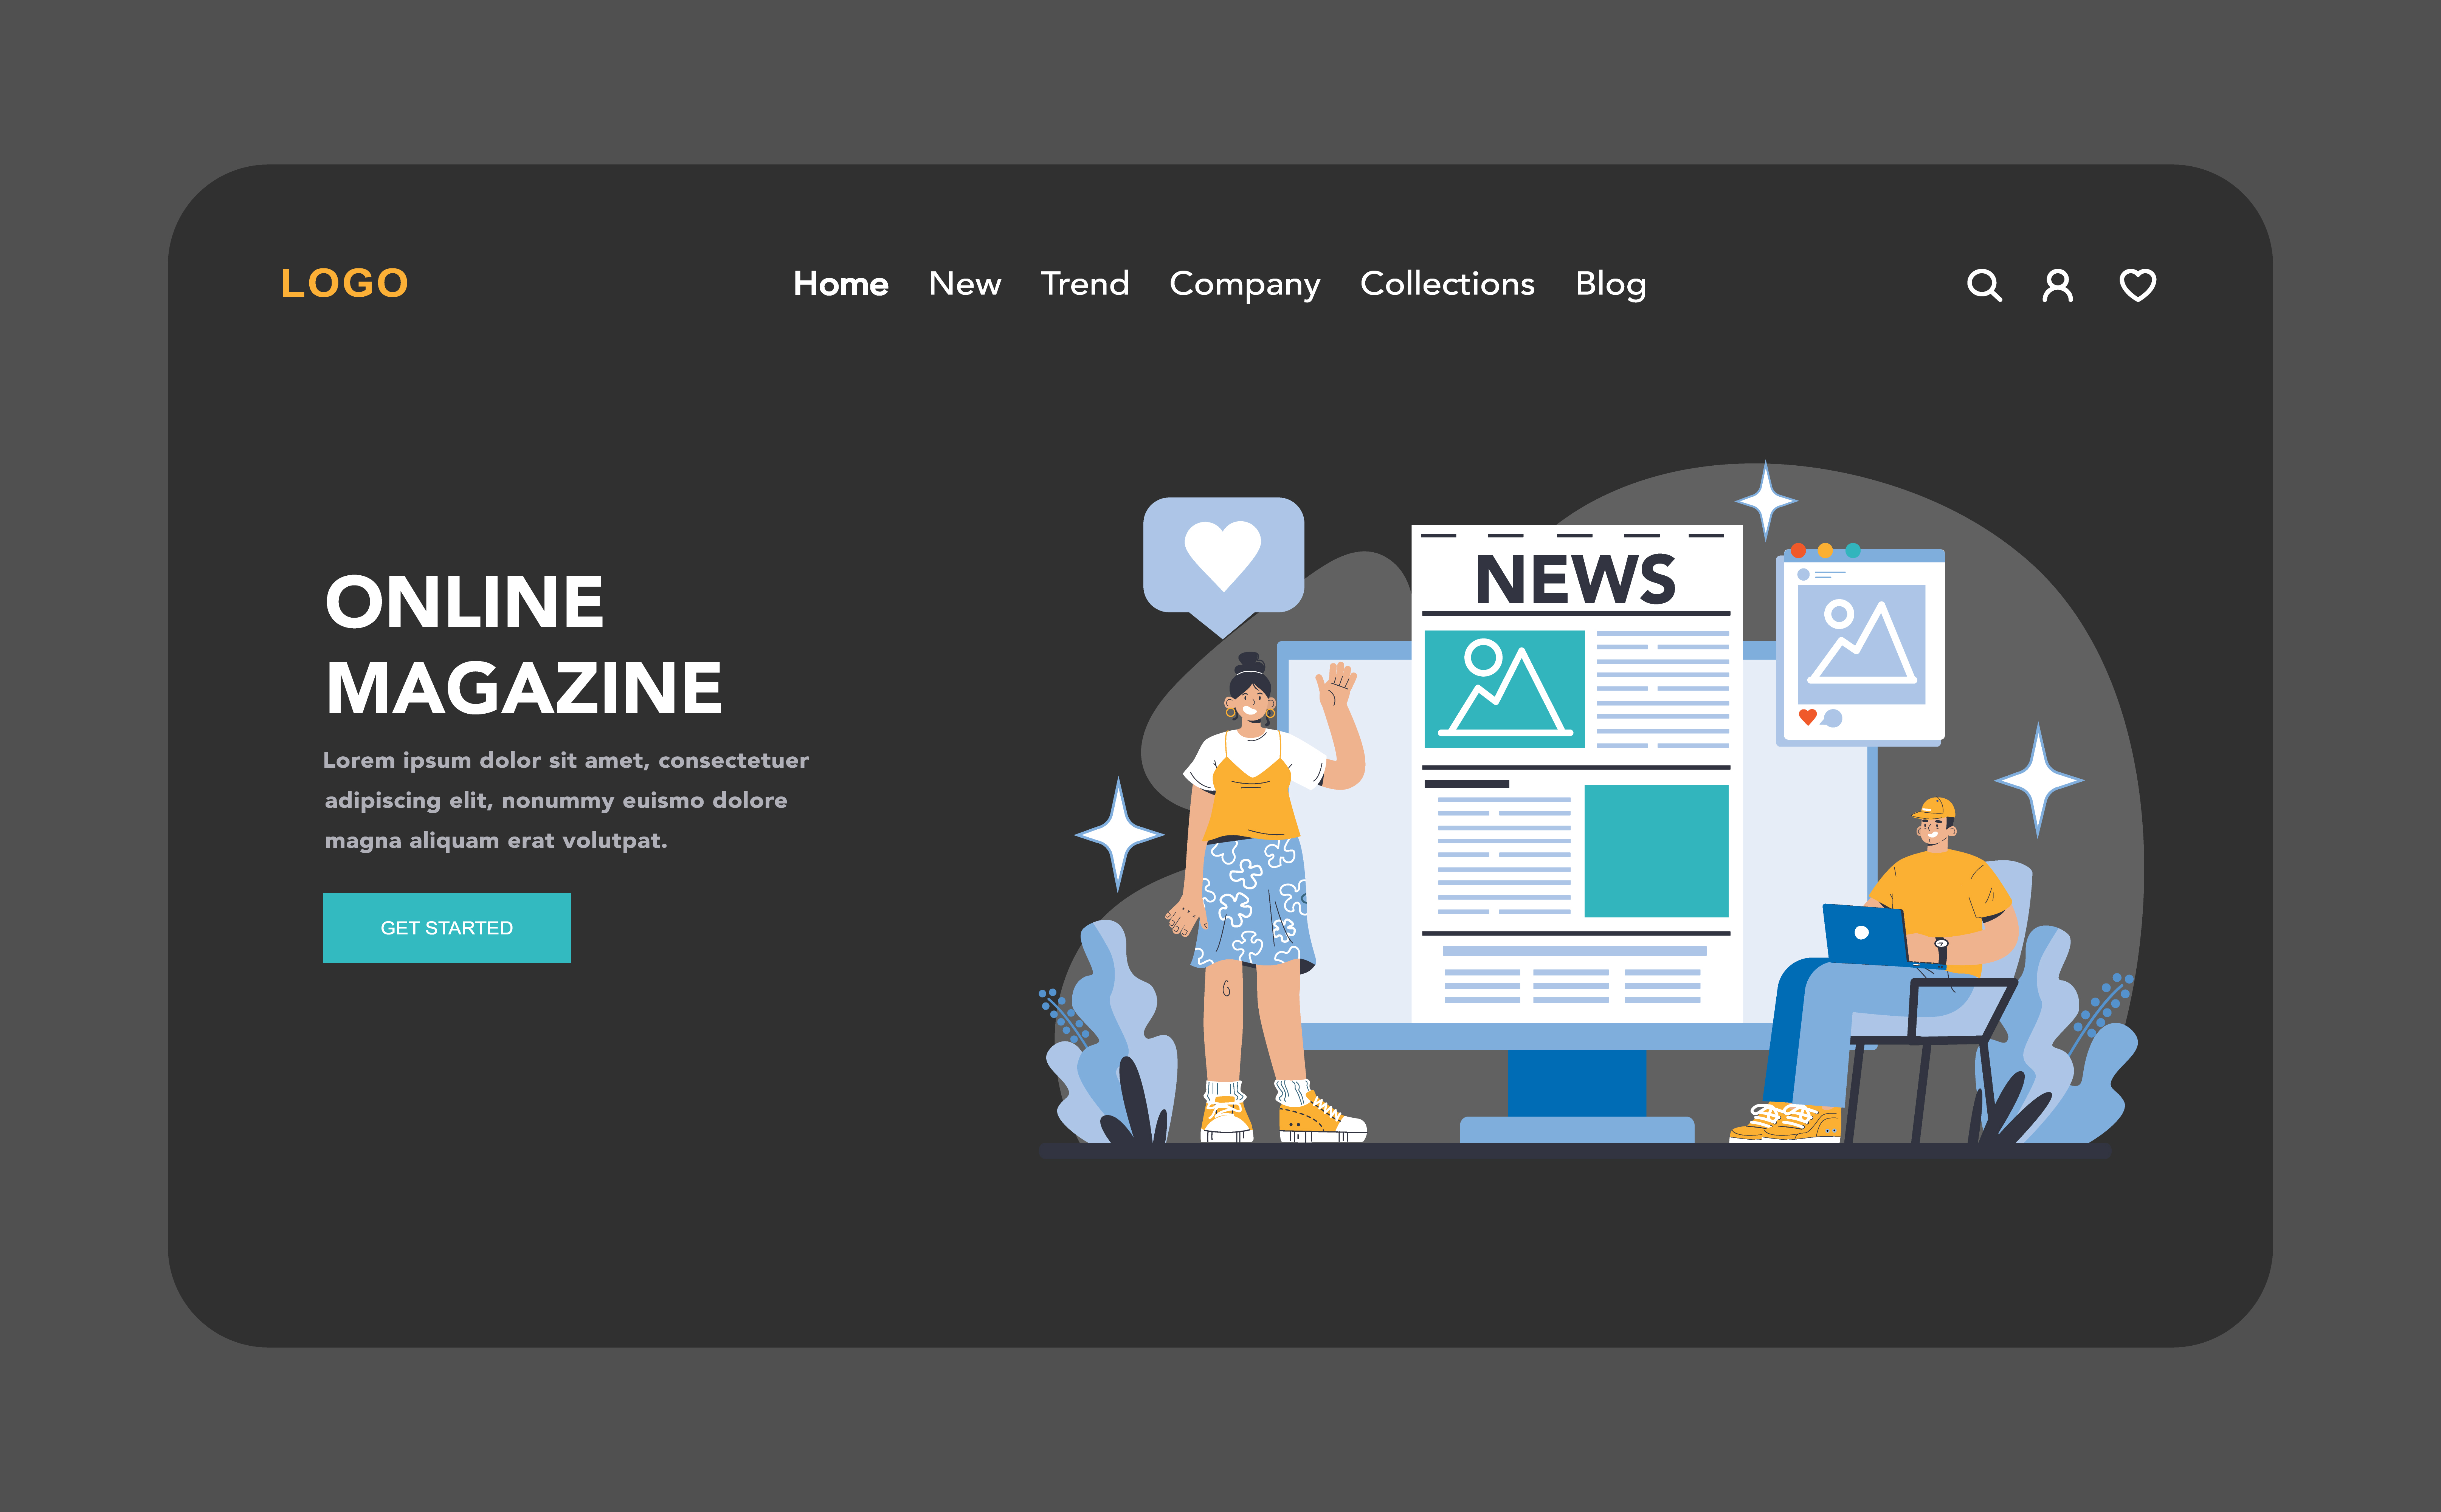 LOGO
Home New Trend Company Collections Blog
ONLINE
MAGAZINE
Lorem ipsum dolor sit amet, consectetuer
adipiscing elit, nonummy euismo dolore
magna aliquam erat volutpat.
GET STARTED
NEWS